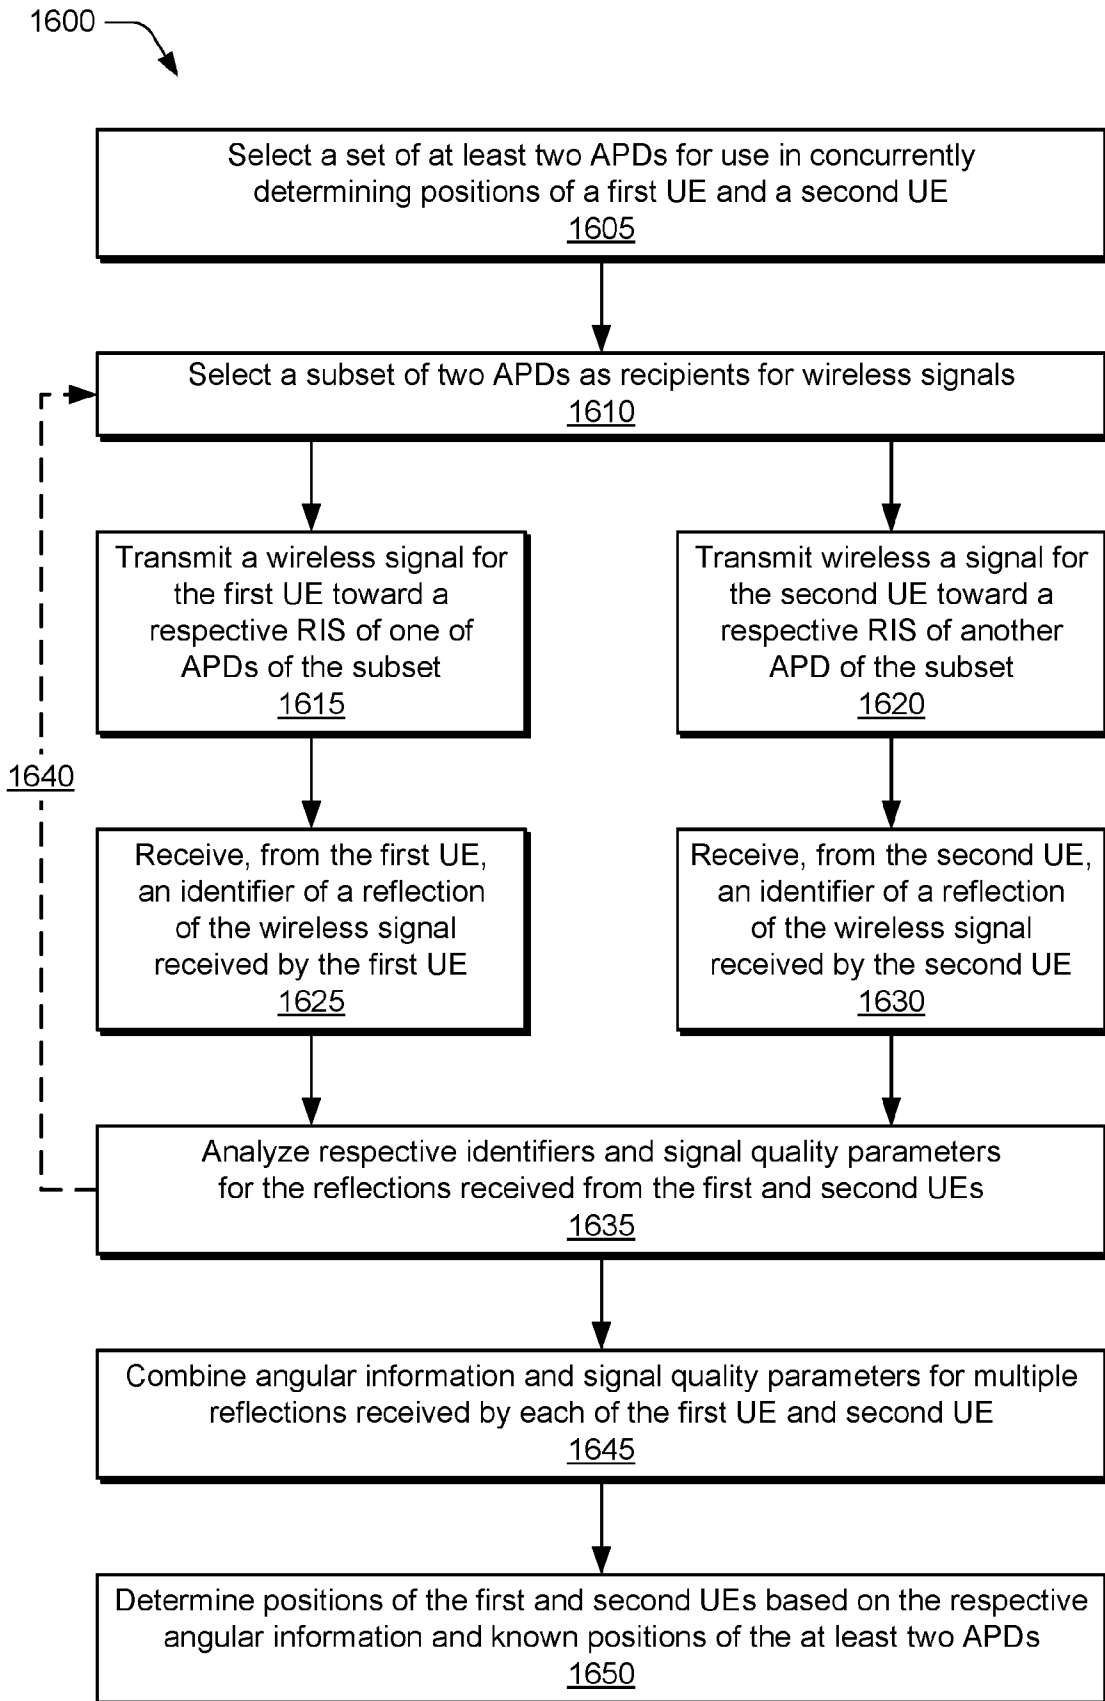 1600
Select a set of at least two APDs for use in concurrently
determining positions of a first UE and a second UE
1605
Select a subset of two APDs as recipients for wireless signals
1610
Transmit a wireless signal for
the first UE toward a
respective RIS of one of
APDs of the subset
1615
Transmit wireless a signal for
the second UE toward a
respective RIS of another
APD of the subset
1620
1640
Receive, from the first UE,
an identifier of a reflection
of the wireless signal
received by the first UE
1625
Receive, from the second UE,
an identifier of a reflection
of the wireless signal
received by the second UE
1630
Analyze respective identifiers and signal quality parameters
for the reflections received from the first and second UEs
1635
Combine angular information and signal quality parameters for multiple
reflections received by each of the first UE and second UE
1645
Determine positions of the first and second UEs based on the respective
angular information and known positions of the at least two APDs
1650